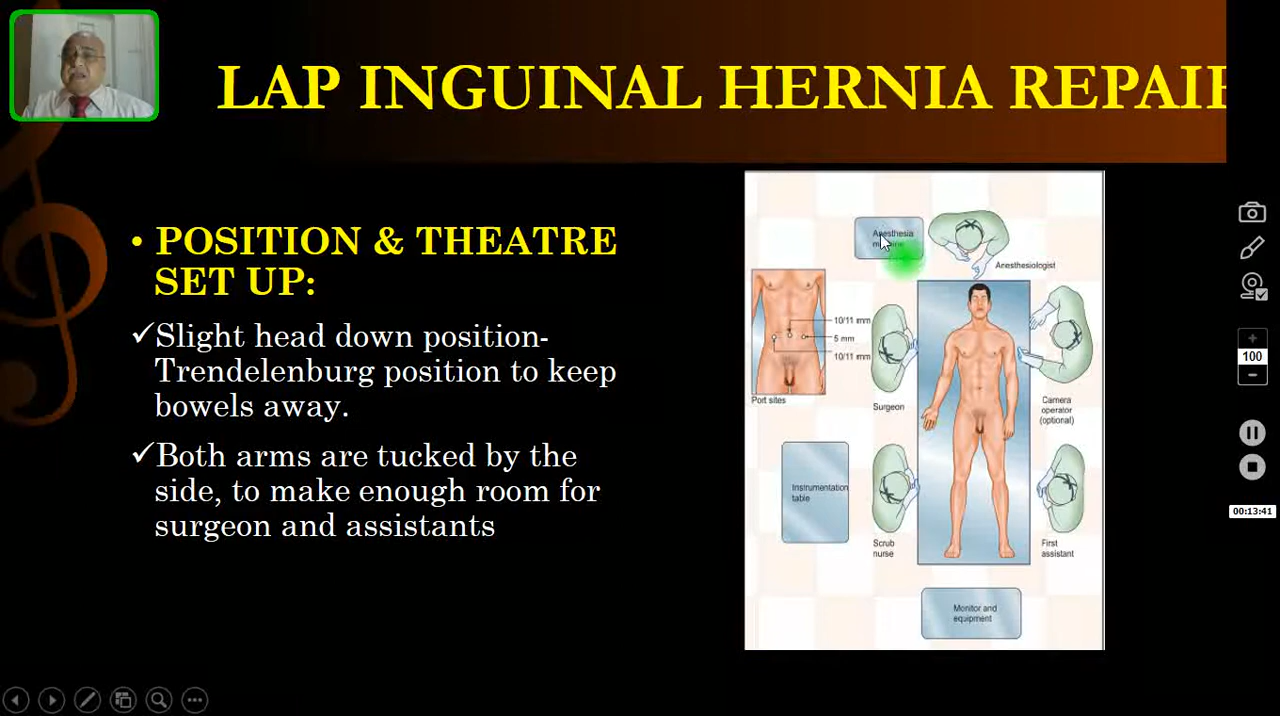 LAP INGUINAL HERNIA REPAIR
• POSITION & THEATRE
SET UP:
✓Slight head down position-
Trendelenburg position to keep
bowels away.
✓Both arms are tucked by the
side, to make enough room for
surgeon and assistants
Anesthesia
machine
Anesthesiologist
10/11 mm
5 mm
10/11 mm
Port sites
Surgeon
Camera
operator
(optional)
Instrumentation
table
Scrub
nurse
First
assistant
Monitor and
equipment
100
00:13:41